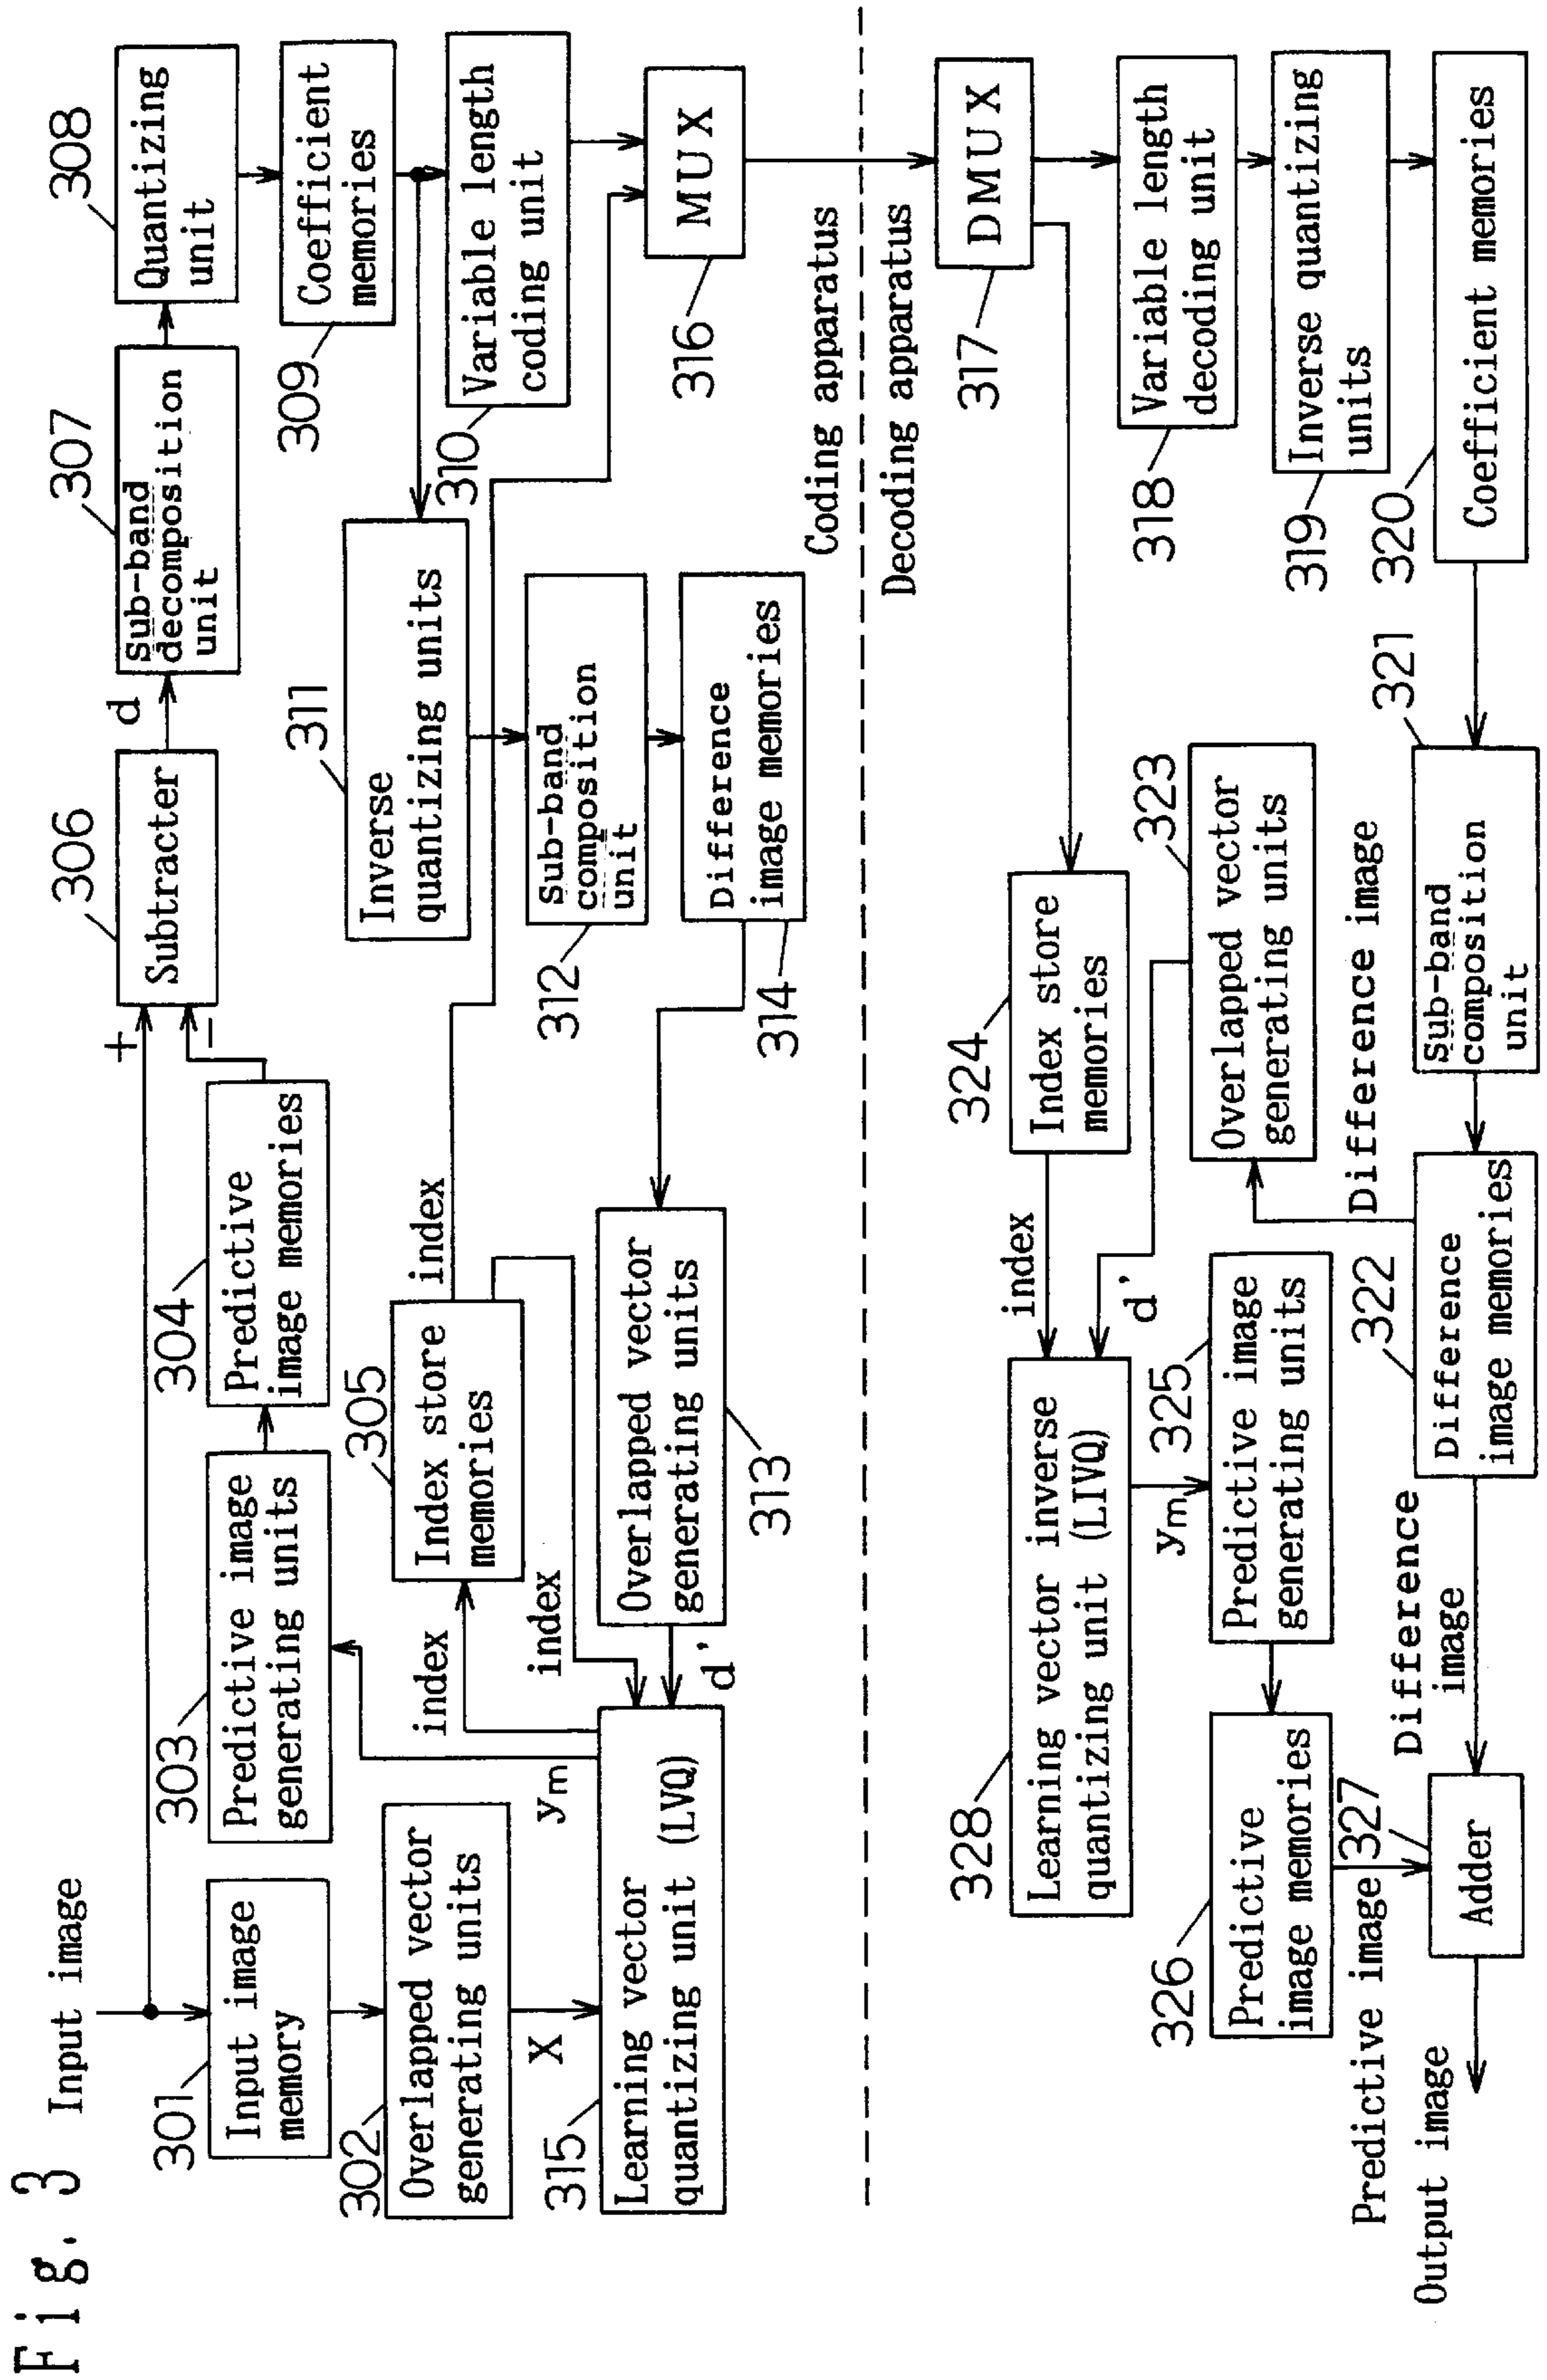 Fig. 3
Input image
301
Input image
memory
302
Overlapped vector
generating units
X
315
Learning vector
quantizing unit (LVQ)
ym
index
index
303
Predictive image
generating units
304
Predictive
image memories
305
Index store
memories
index
d'
313
Overlapped vector
generating units
+
−
306
Subtracter
d
307
Sub-band
decomposition
unit
308
Quantizing
unit
309
Coefficient
memories
310
Variable length
coding unit
311
Inverse
quantizing units
312
Sub-band
composition
unit
314
Difference
image memories
316
MUX
Coding apparatus
Decoding apparatus
317
DMUX
318
Variable length
decoding unit
319
Inverse quantizing
units
320
Coefficient memories
321
Sub-band
composition
unit
322
Difference
image memories
Difference image
323
Overlapped vector
generating units
324
Index store
memories
index
d'
328
Learning vector inverse
quantizing unit (LIVQ)
ym
325
Predictive image
generating units
326
Predictive
image memories
Predictive image
327
Adder
Difference
image
Output image